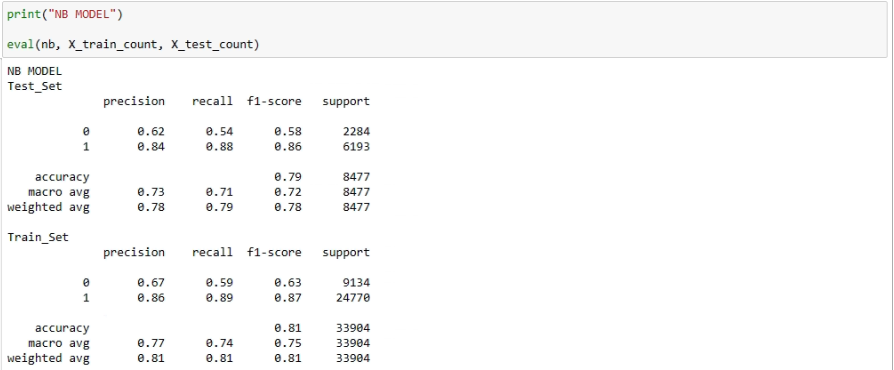 print("NB MODEL")
eval(nb, X_train_count, X_test_count)
NB MODEL
Test_Set
precision recall f1-score support
0 0.62 0.54 0.58 2284
1 0.84 0.88 0.86 6193
accuracy 0.79 8477
macro avg 0.73 0.71 0.72 8477
weighted avg 0.78 0.79 0.78 8477
Train_Set
precision recall f1-score support
0 0.67 0.59 0.63 9134
1 0.86 0.89 0.87 24770
accuracy 0.81 33904
macro avg 0.77 0.74 0.75 33904
weighted avg 0.81 0.81 0.81 33904